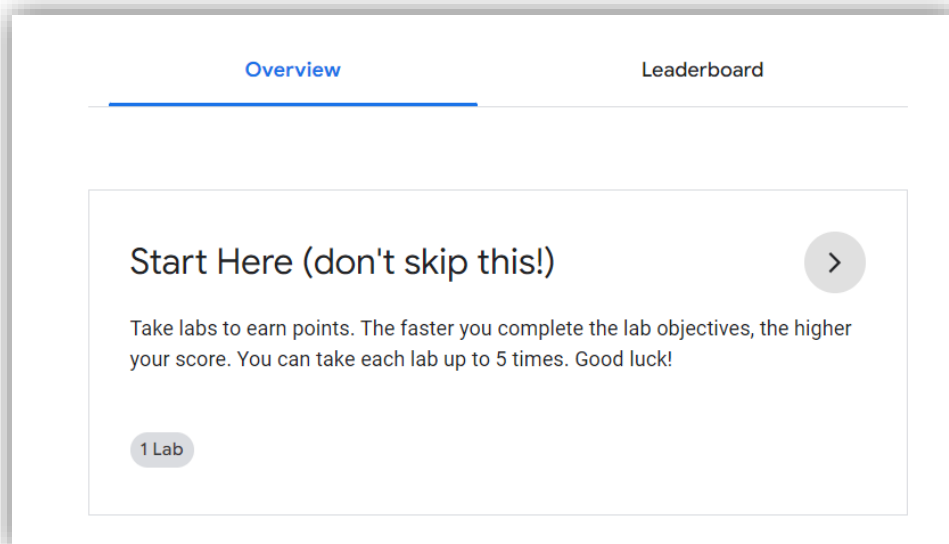 Overview Leaderboard
Start Here (don't skip this!)
Take labs to earn points. The faster you complete the lab objectives, the higher
your score. You can take each lab up to 5 times. Good luck!
1 Lab